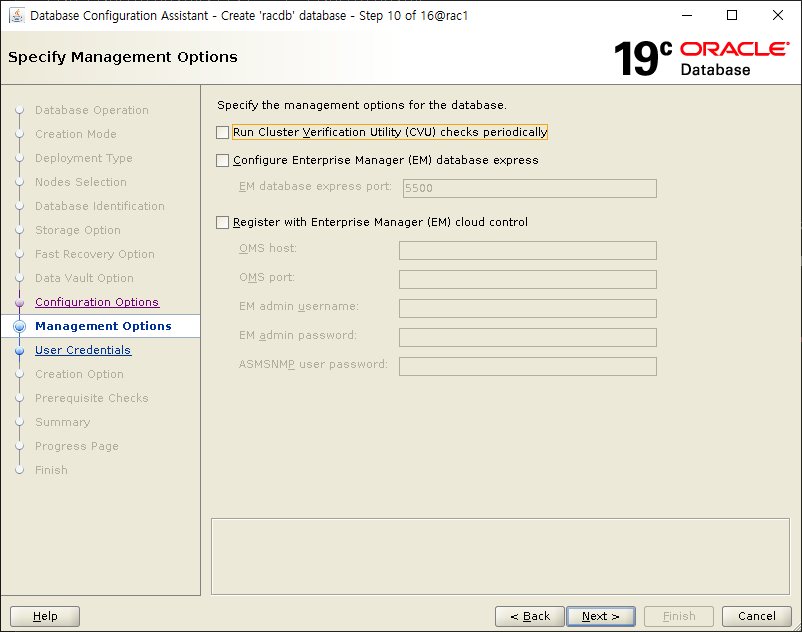 Database Configuration Assistant - Create 'racdb' database - Step 10 of 16@rac1
Specify Management Options
19c ORACLE
Database
Database Operation
Creation Mode
Deployment Type
Nodes Selection
Database Identification
Storage Option
Fast Recovery Option
Data Vault Option
Configuration Options
Management Options
User Credentials
Creation Option
Prerequisite Checks
Summary
Progress Page
Finish
Specify the management options for the database.
Run Cluster Verification Utility (CVU) checks periodically
Configure Enterprise Manager (EM) database express
EM database express port: 5500
Register with Enterprise Manager (EM) cloud control
OMS host:
OMS port:
EM admin username:
EM admin password:
ASMSNMP user password:
Help
< Back
Next >
Finish
Cancel